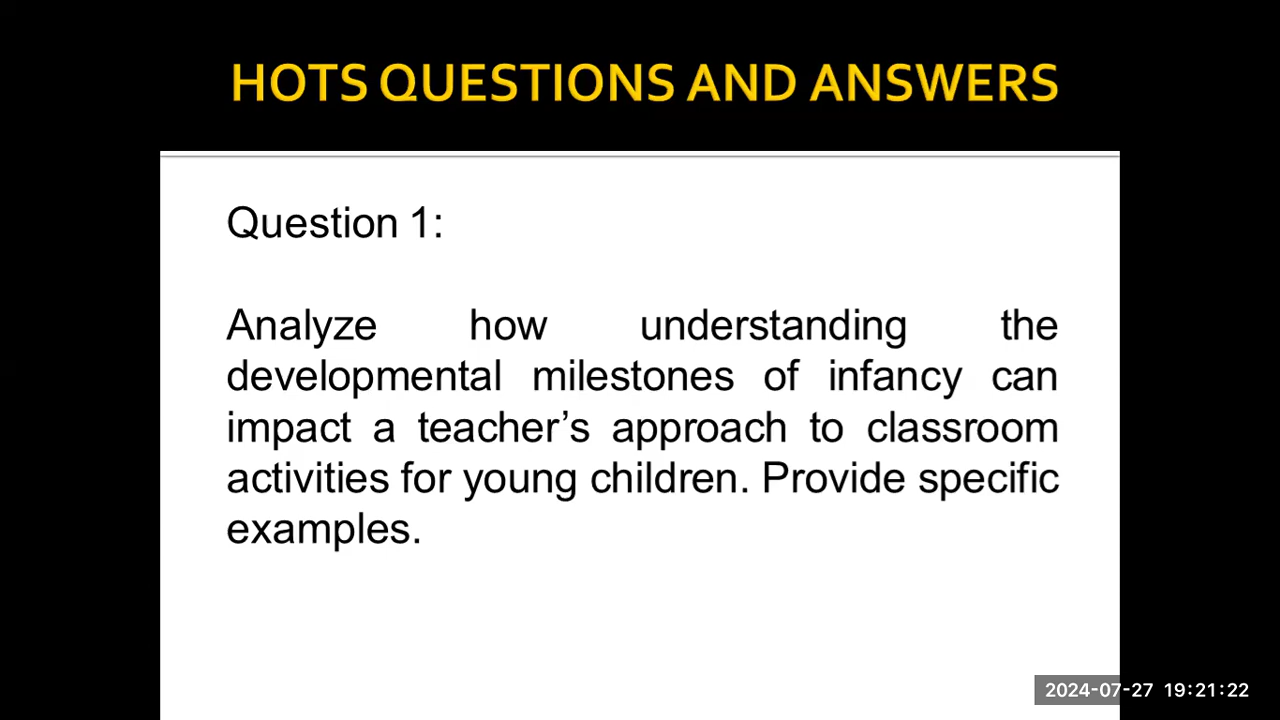 HOTS QUESTIONS AND ANSWERS
Question 1:
Analyze how understanding the
developmental milestones of infancy can
impact a teacher’s approach to classroom
activities for young children. Provide specific
examples.
2024-07-27 19:21:22